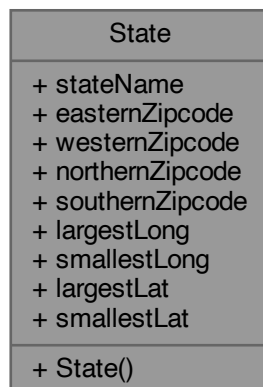 State
+ stateName
+ easternZipcode
+ westernZipcode
+ northernZipcode
+ southernZipcode
+ largestLong
+ smallestLong
+ largestLat
+ smallestLat
+ State()